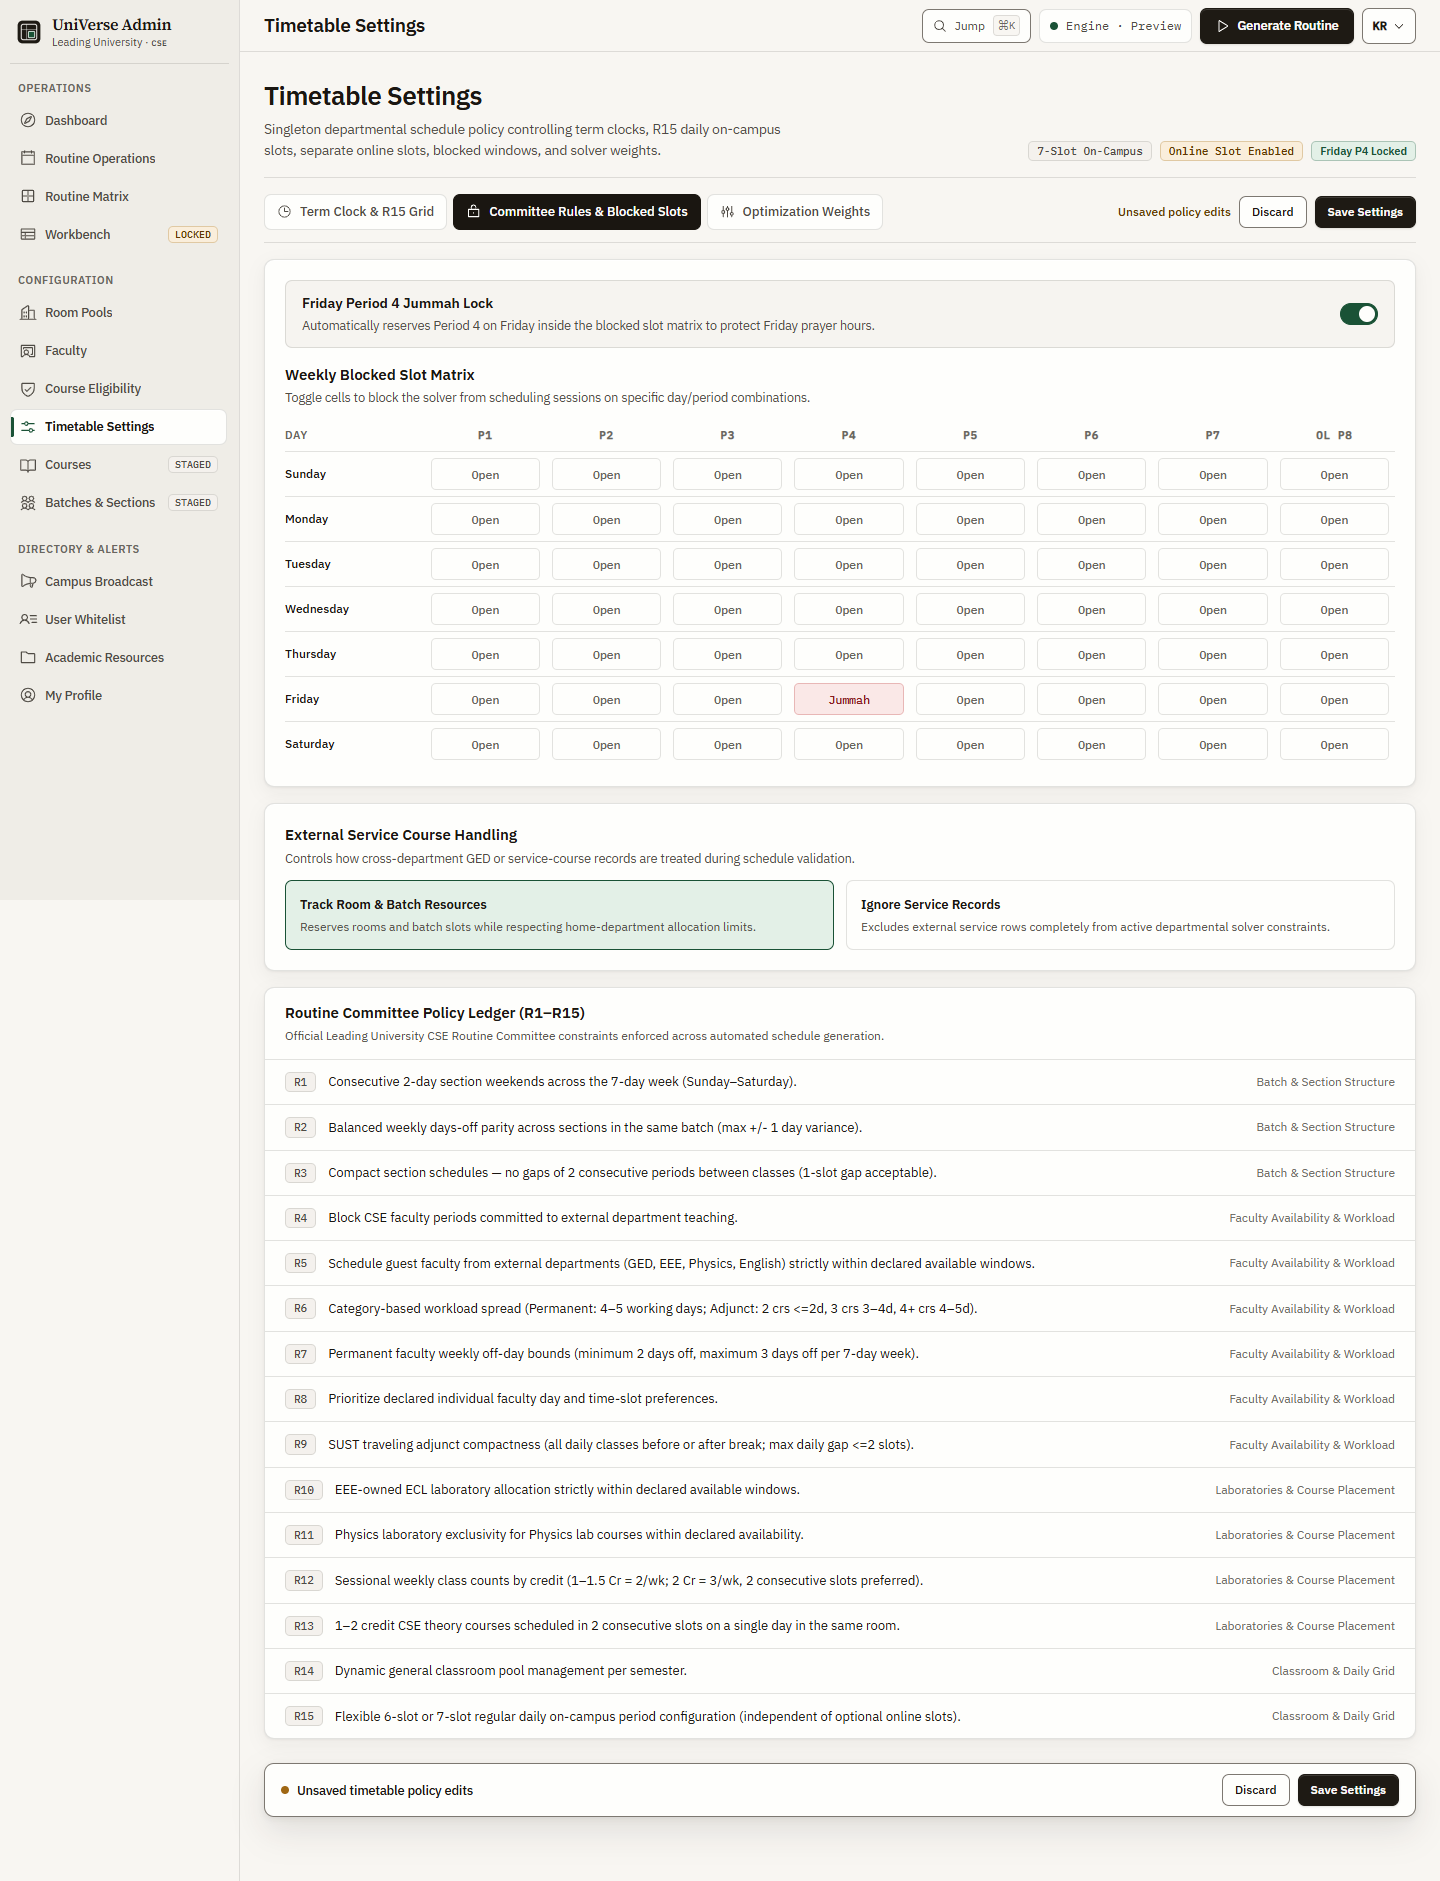 UniVerse Admin
Leading University · CSE
OPERATIONS
Dashboard
Routine Operations
Routine Matrix
Workbench LOCKED
CONFIGURATION
Room Pools
Faculty
Course Eligibility
Timetable Settings
Courses STAGED
Batches & Sections STAGED
DIRECTORY & ALERTS
Campus Broadcast
User Whitelist
Academic Resources
My Profile
Timetable Settings
Jump ⌘K
Engine · Preview
Generate Routine
KR
Timetable Settings
Singleton departmental schedule policy controlling term clocks, R15 daily on-campus
slots, separate online slots, blocked windows, and solver weights.
7-Slot On-Campus Online Slot Enabled Friday P4 Locked
Term Clock & R15 Grid Committee Rules & Blocked Slots Optimization Weights
Unsaved policy edits Discard Save Settings
Friday Period 4 Jummah Lock
Automatically reserves Period 4 on Friday inside the blocked slot matrix to protect Friday prayer hours.
Weekly Blocked Slot Matrix
Toggle cells to block the solver from scheduling sessions on specific day/period combinations.
DAY P1 P2 P3 P4 P5 P6 P7 OL P8
Sunday Open Open Open Open Open Open Open Open
Monday Open Open Open Open Open Open Open Open
Tuesday Open Open Open Open Open Open Open Open
Wednesday Open Open Open Open Open Open Open Open
Thursday Open Open Open Open Open Open Open Open
Friday Open Open Open Jummah Open Open Open Open
Saturday Open Open Open Open Open Open Open Open
External Service Course Handling
Controls how cross-department GED or service-course records are treated during schedule validation.
Track Room & Batch Resources
Reserves rooms and batch slots while respecting home-department allocation limits.
Ignore Service Records
Excludes external service rows completely from active departmental solver constraints.
Routine Committee Policy Ledger (R1–R15)
Official Leading University CSE Routine Committee constraints enforced across automated schedule generation.
R1 Consecutive 2-day section weekends across the 7-day week (Sunday–Saturday). Batch & Section Structure
R2 Balanced weekly days-off parity across sections in the same batch (max +/- 1 day variance). Batch & Section Structure
R3 Compact section schedules — no gaps of 2 consecutive periods between classes (1-slot gap acceptable). Batch & Section Structure
R4 Block CSE faculty periods committed to external department teaching. Faculty Availability & Workload
R5 Schedule guest faculty from external departments (GED, EEE, Physics, English) strictly within declared available windows. Faculty Availability & Workload
R6 Category-based workload spread (Permanent: 4–5 working days; Adjunct: 2 crs <=2d, 3 crs 3–4d, 4+ crs 4–5d). Faculty Availability & Workload
R7 Permanent faculty weekly off-day bounds (minimum 2 days off, maximum 3 days off per 7-day week). Faculty Availability & Workload
R8 Prioritize declared individual faculty day and time-slot preferences. Faculty Availability & Workload
R9 SUST traveling adjunct compactness (all daily classes before or after break; max daily gap <=2 slots). Faculty Availability & Workload
R10 EEE-owned ECL laboratory allocation strictly within declared available windows. Laboratories & Course Placement
R11 Physics laboratory exclusivity for Physics lab courses within declared availability. Laboratories & Course Placement
R12 Sessional weekly class counts by credit (1–1.5 Cr = 2/wk; 2 Cr = 3/wk, 2 consecutive slots preferred). Laboratories & Course Placement
R13 1–2 credit CSE theory courses scheduled in 2 consecutive slots on a single day in the same room. Laboratories & Course Placement
R14 Dynamic general classroom pool management per semester. Classroom & Daily Grid
R15 Flexible 6-slot or 7-slot regular daily on-campus period configuration (independent of optional online slots). Classroom & Daily Grid
Unsaved timetable policy edits Discard Save Settings